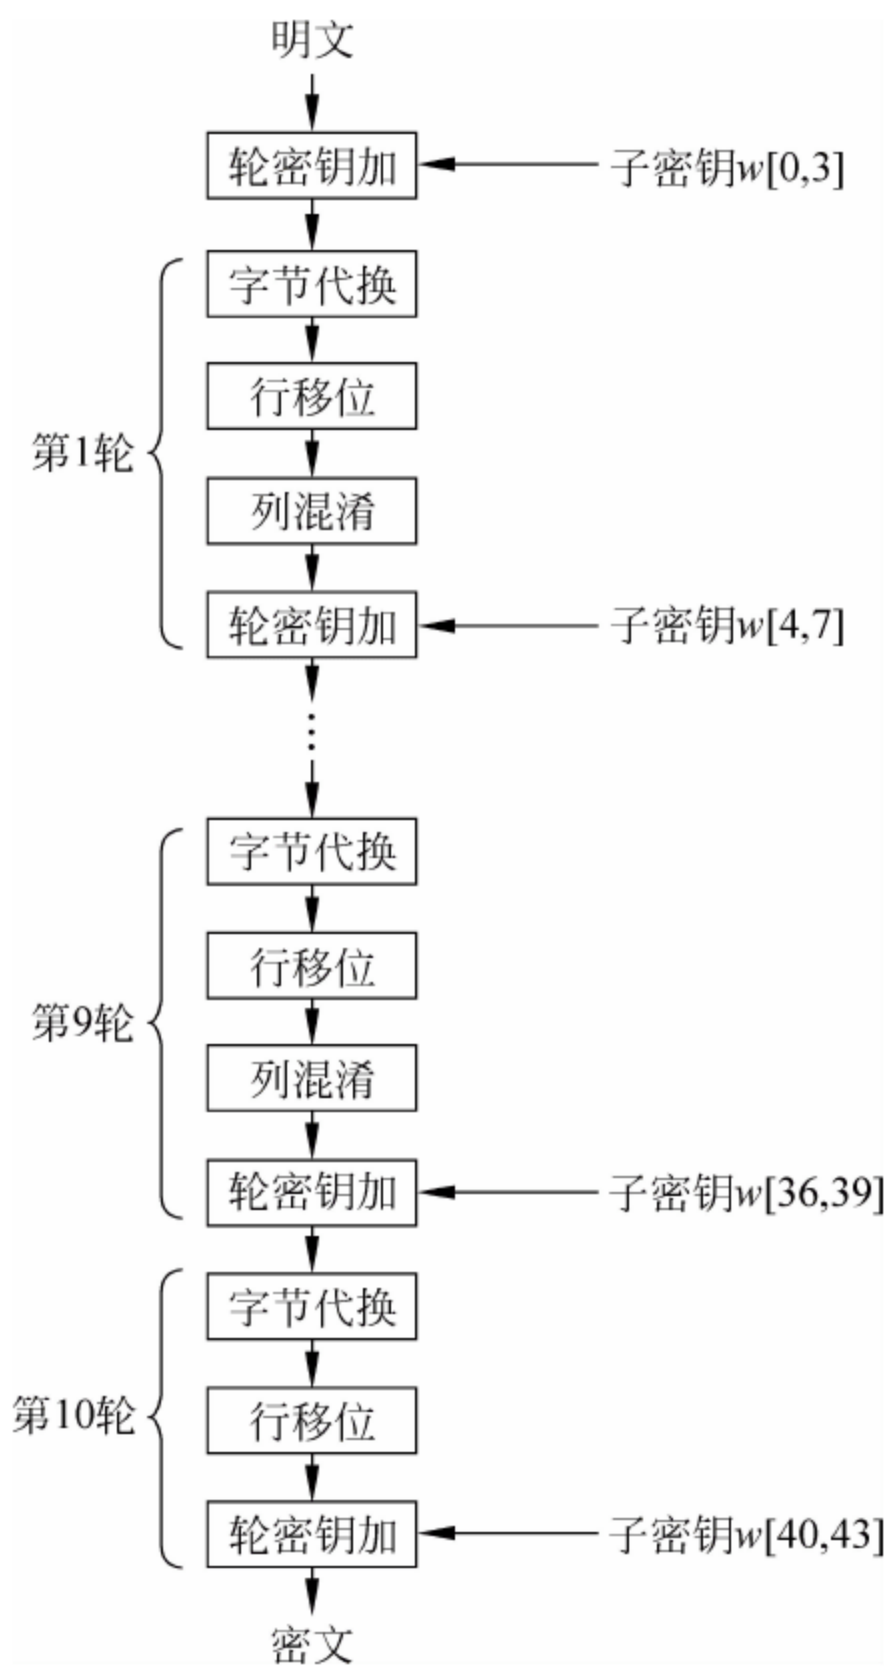 明文
轮密钥加
子密钥w[0,3]
字节代换
行移位
第1轮
列混淆
轮密钥加
子密钥w[4,7]
⋮
字节代换
行移位
第9轮
列混淆
轮密钥加
子密钥w[36,39]
字节代换
第10轮
行移位
轮密钥加
子密钥w[40,43]
密文